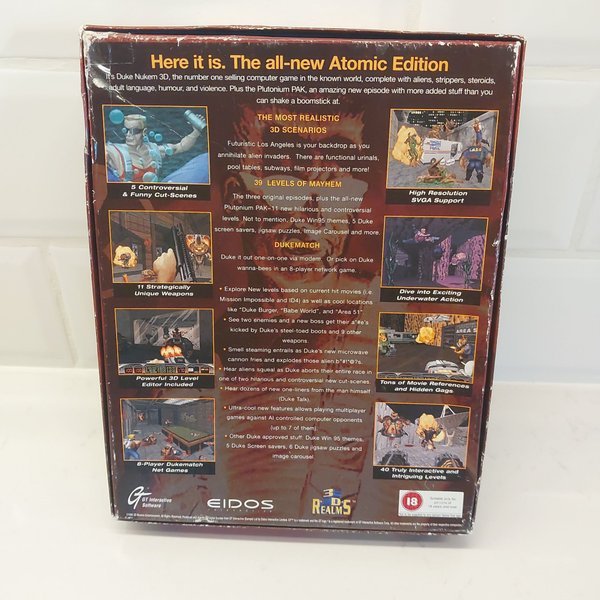 Here it is. The all-new Atomic Edition
It's Duke Nukem 3D, the number one selling computer game in the known world, complete with aliens, strippers, steroids,
adult language, humour, and violence. Plus the Plutonium PAK, an amazing new episode with more added stuff than you
can shake a boomstick at.
THE MOST REALISTIC
3D SCENARIOS
Futuristic Los Angeles is your backdrop as you
annihilate alien invaders. There are functional urinals,
pool tables, subways, film projectors and more!
39 LEVELS OF MAYHEM
The three original episodes, plus the all-new
Plutonium PAK-11 new hilarious and controversial
levels. Not to mention, Duke Win95 themes, 5 Duke
screen savers, jigsaw puzzles, Image Carousel and more.
DUKEMATCH
Duke it out one-on-one via modem. Or pick on Duke
wanna-bees in an 8-player network game.
• Explore New levels based on current hit movies (i.e.
Mission Impossible and ID4) as well as cool locations
like "Duke Burger, "Babe World", and "Area 51".
• See two enemies and a new boss get their a*#e's
kicked by Duke's steel-toed boots and 9 other
weapons.
• Smell steaming entrails as Duke's new microwave
cannon fries and explodes those alien b*#!*@?s.
• Hear aliens squeal as Duke aborts their entire race in
one of two hilarious and controversial new cut-scenes.
• Hear dozens of new one-liners from the man himself
(Duke Talk).
• Ultra-cool new features allows playing multiplayer
games against AI controlled computer opponents
(up to 7 of them).
• Other Duke approved stuff: Duke Win 95 themes,
5 Duke Screen savers, 6 Duke jigsaw puzzles and
image carousel.
5 Controversial
& Funny Cut-Scenes
11 Strategically
Unique Weapons
Powerful 3D Level
Editor Included
8-Player Dukematch
Net Games
High Resolution
SVGA Support
Dive into Exciting
Underwater Action
AREA 5
Tons of Movie References
and Hidden Gags
40 Truly Interactive and
Intriguing Levels
GT
GT Interactive
Software
EIDOS
INTERACTIVE
3D
REALMS
18